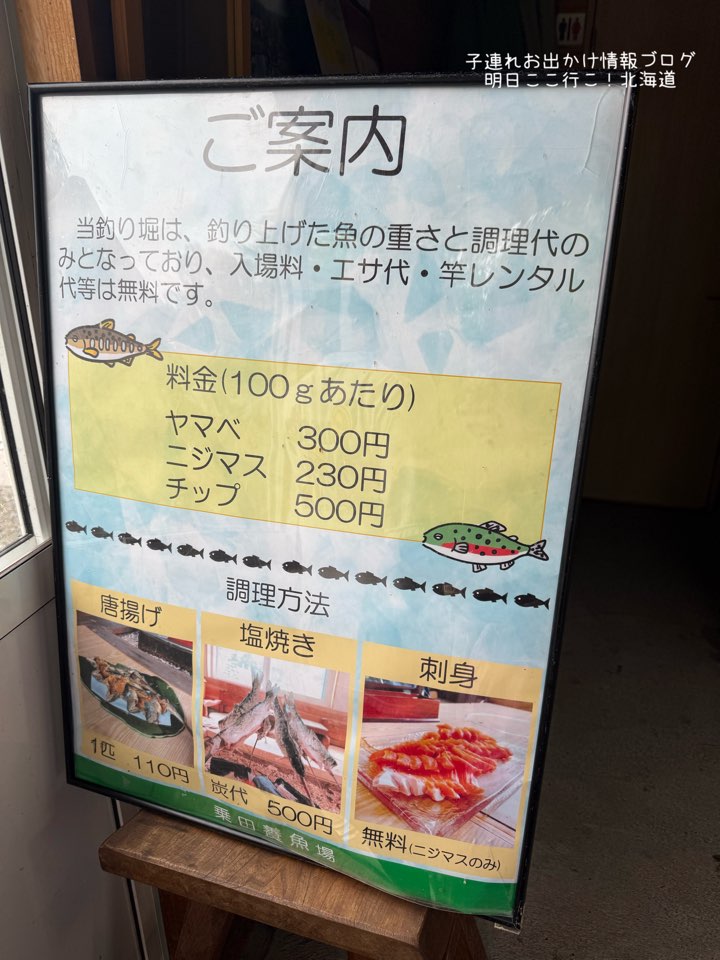 子連れお出かけ情報ブログ
明日ここ行こ！北海道
ご案内
当釣り堀は、釣り上げた魚の重さと調理代の
みとなっており、入場料・エサ代・竿レンタル
代等は無料です。
料金(100gあたり)
ヤマベ 300円
ニジマス 230円
チップ 500円
調理方法
唐揚げ
1匹 110円
塩焼き
炭代 500円
刺身
無料(ニジマスのみ)
乗田養魚場